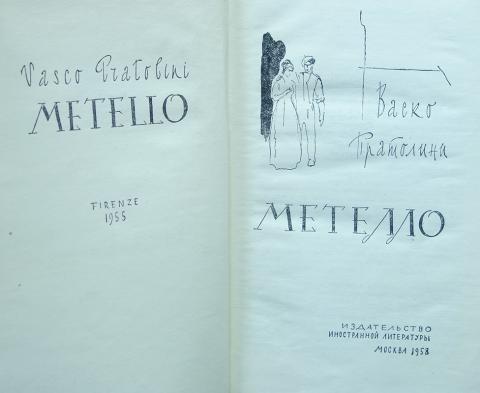 Vasco Pratolini
METELLO
FIRENZE
1955
Васко
Пратолини
МЕТЕЛЛО
ИЗДАТЕЛЬСТВО
ИНОСТРАННОЙ ЛИТЕРАТУРЫ
МОСКВА 1958